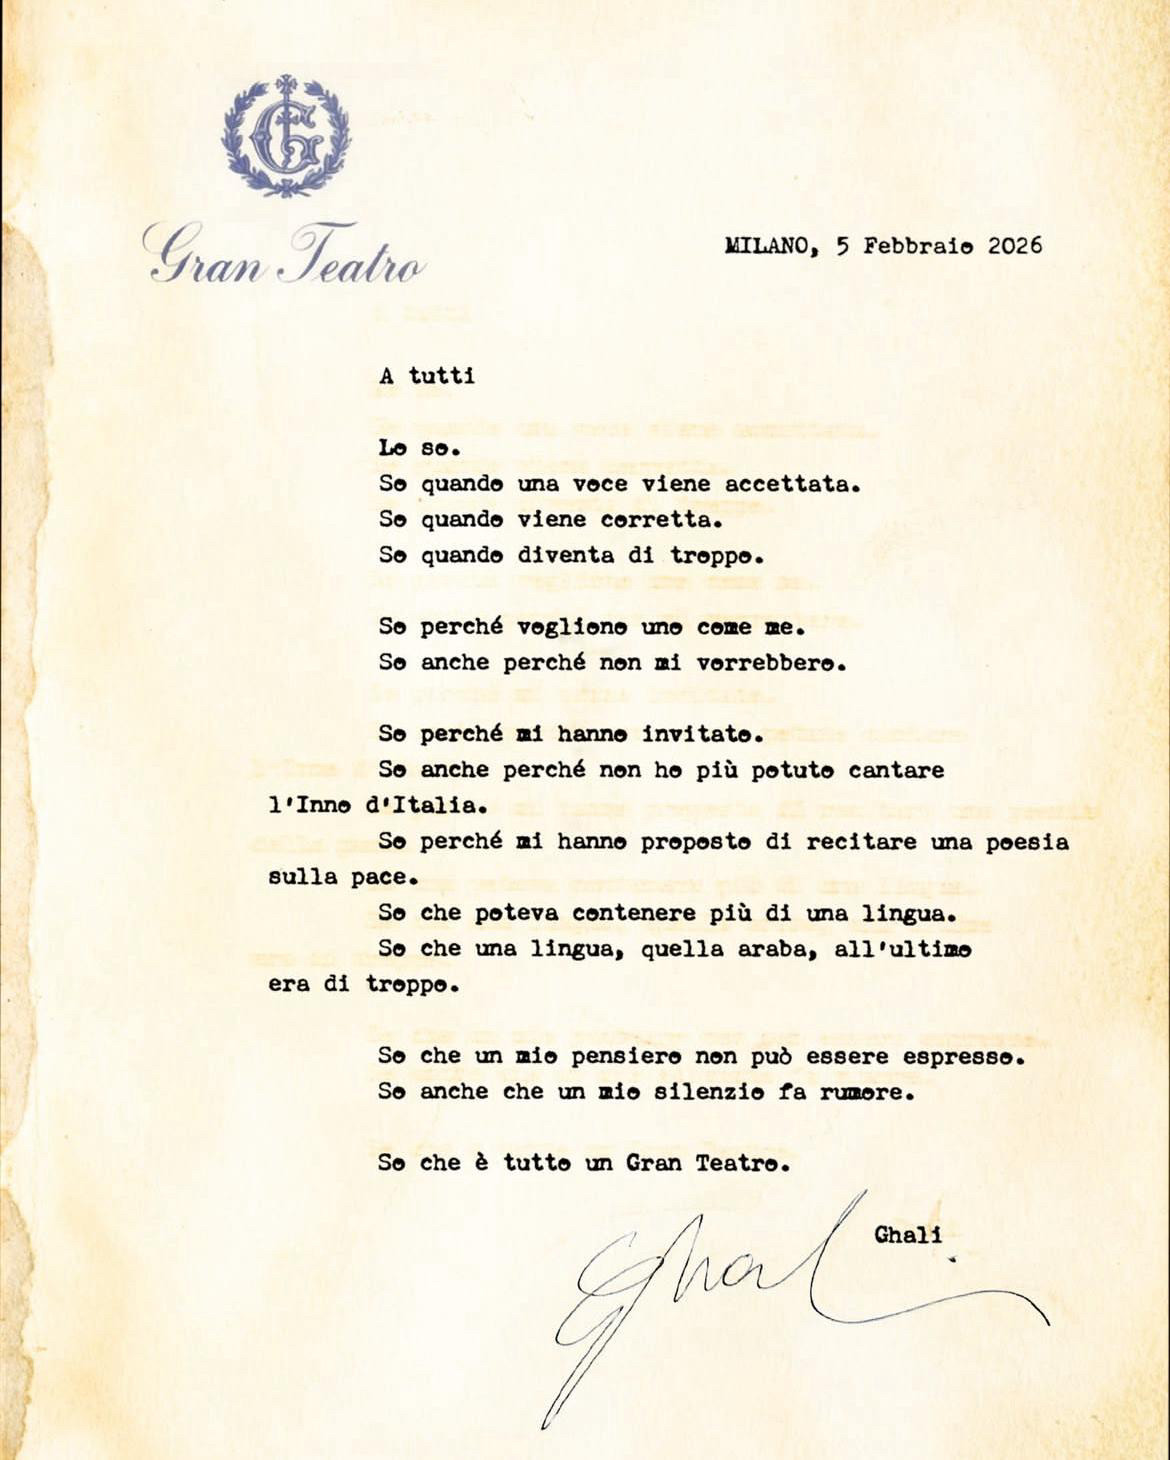 G
Gran Teatro
MILANO, 5 Febbraio 2026
A tutti
Lo so.
So quando una voce viene accettata.
So quando viene corretta.
So quando diventa di troppo.
So perché vogliono uno come me.
So anche perché non mi vorrebbero.
So perché mi hanno invitato.
So anche perché non ho più potuto cantare
l'Inno d'Italia.
So perché mi hanno proposto di recitare una poesia
sulla pace.
So che poteva contenere più di una lingua.
So che una lingua, quella araba, all'ultimo
era di troppo.
So che un mio pensiero non può essere espresso.
So anche che un mio silenzio fa rumore.
So che è tutto un Gran Teatro.
Ghali
Ghali